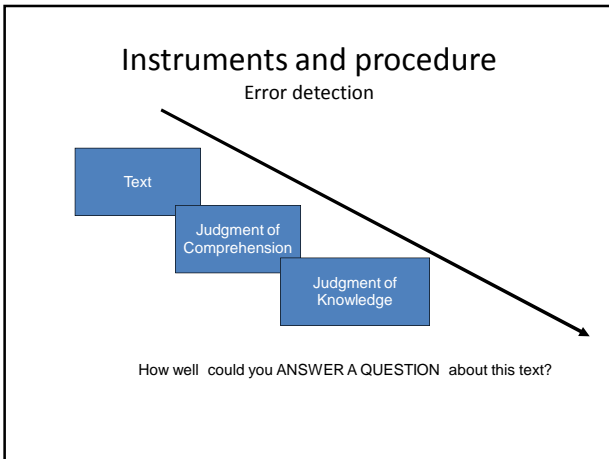 Instruments and procedure
Error detection
Text
Judgment of
Comprehension
Judgment of
Knowledge
How well could you ANSWER A QUESTION about this text?